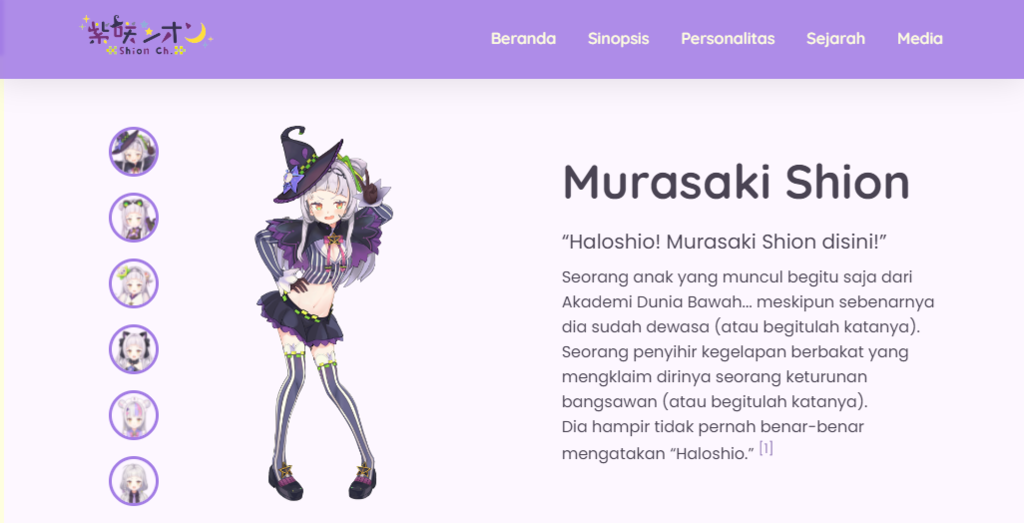 紫咲シオン
Shion Ch.
Beranda Sinopsis Personalitas Sejarah Media
Murasaki Shion
“Haloshio! Murasaki Shion disini!”
Seorang anak yang muncul begitu saja dari
Akademi Dunia Bawah... meskipun sebenarnya
dia sudah dewasa (atau begitulah katanya).
Seorang penyihir kegelapan berbakat yang
mengklaim dirinya seorang keturunan
bangsawan (atau begitulah katanya).
Dia hampir tidak pernah benar-benar
mengatakan “Haloshio.” [1]